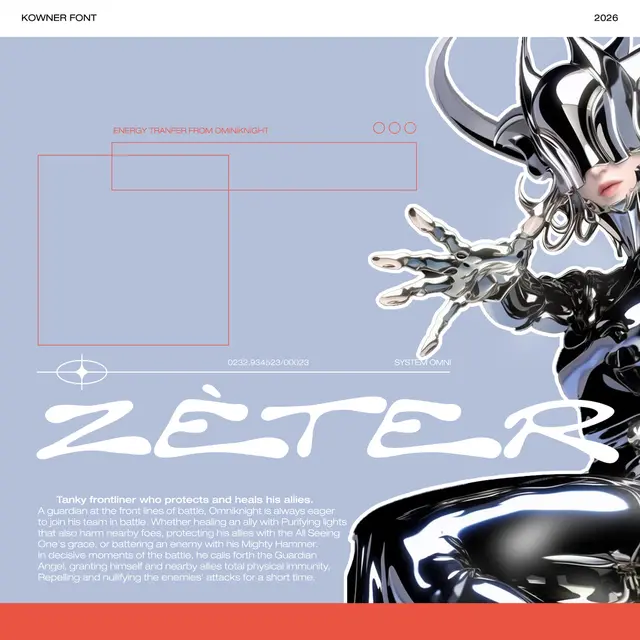 KOWNER FONT
2026
ENERGY TRANFER FROM OMINIKNIGHT
0232.934523/00023
SYSTEM OMNI
ZÈTER
Tanky frontliner who protects and heals his allies.
A guardian at the front lines of battle, Omniknight is always eager
to join his team in battle. Whether healing an ally with Purifying lights
that also harm nearby foes, protecting his allies with the All Seeing
One's grace, or battering an enemy with his Mighty Hammer.
In decisive moments of the battle, he calls forth the Guardian
Angel, granting himself and nearby allies total physical immunity,
Repelling and nullifying the enemies' attacks for a short time.